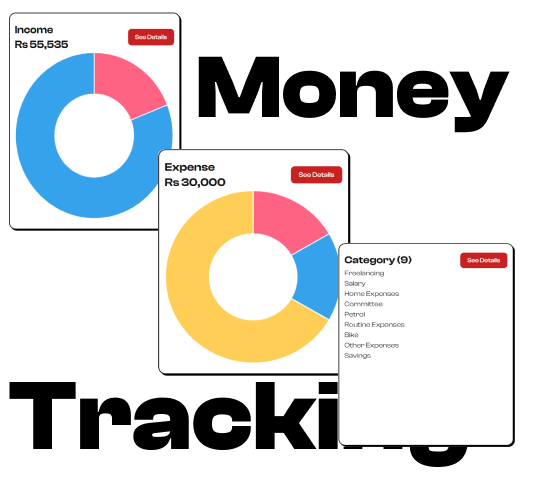 Income
Rs 55,535
See Details
Money
Expense
Rs 30,000
See Details
Category (9)
See Details
Freelancing
Salary
Home Expenses
Committee
Petrol
Routine Expenses
Bike
Other Expenses
Savings
Tracking